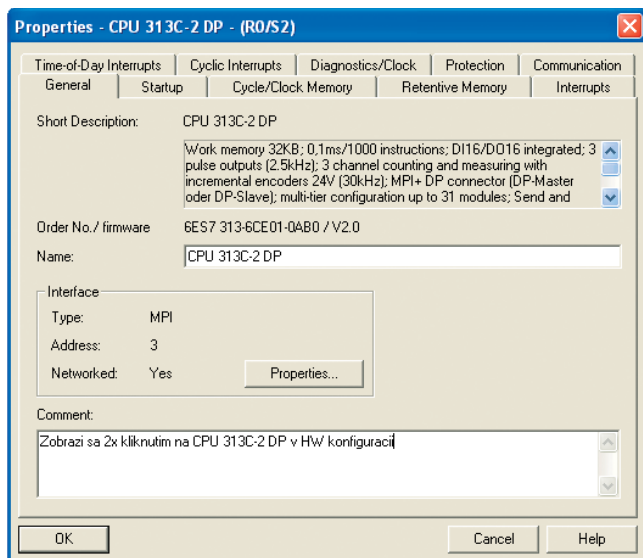 Properties - CPU 313C-2 DP - (R0/S2)
Time-of-Day Interrupts Cyclic Interrupts Diagnostics/Clock Protection Communication
General Startup Cycle/Clock Memory Retentive Memory Interrupts
Short Description: CPU 313C-2 DP
Work memory 32KB; 0,1ms/1000 instructions; DI16/DO16 integrated; 3
pulse outputs (2.5kHz); 3 channel counting and measuring with
incremental encoders 24V (30kHz); MPI+ DP connector (DP-Master
oder DP-Slave); multi-tier configuration up to 31 modules; Send and
Order No./ firmware 6ES7 313-6CE01-0AB0 / V2.0
Name: CPU 313C-2 DP
Interface
Type: MPI
Address: 3
Networked: Yes Properties...
Comment:
Zobrazi sa 2x kliknutim na CPU 313C-2 DP v HW konfiguracii
OK Cancel Help